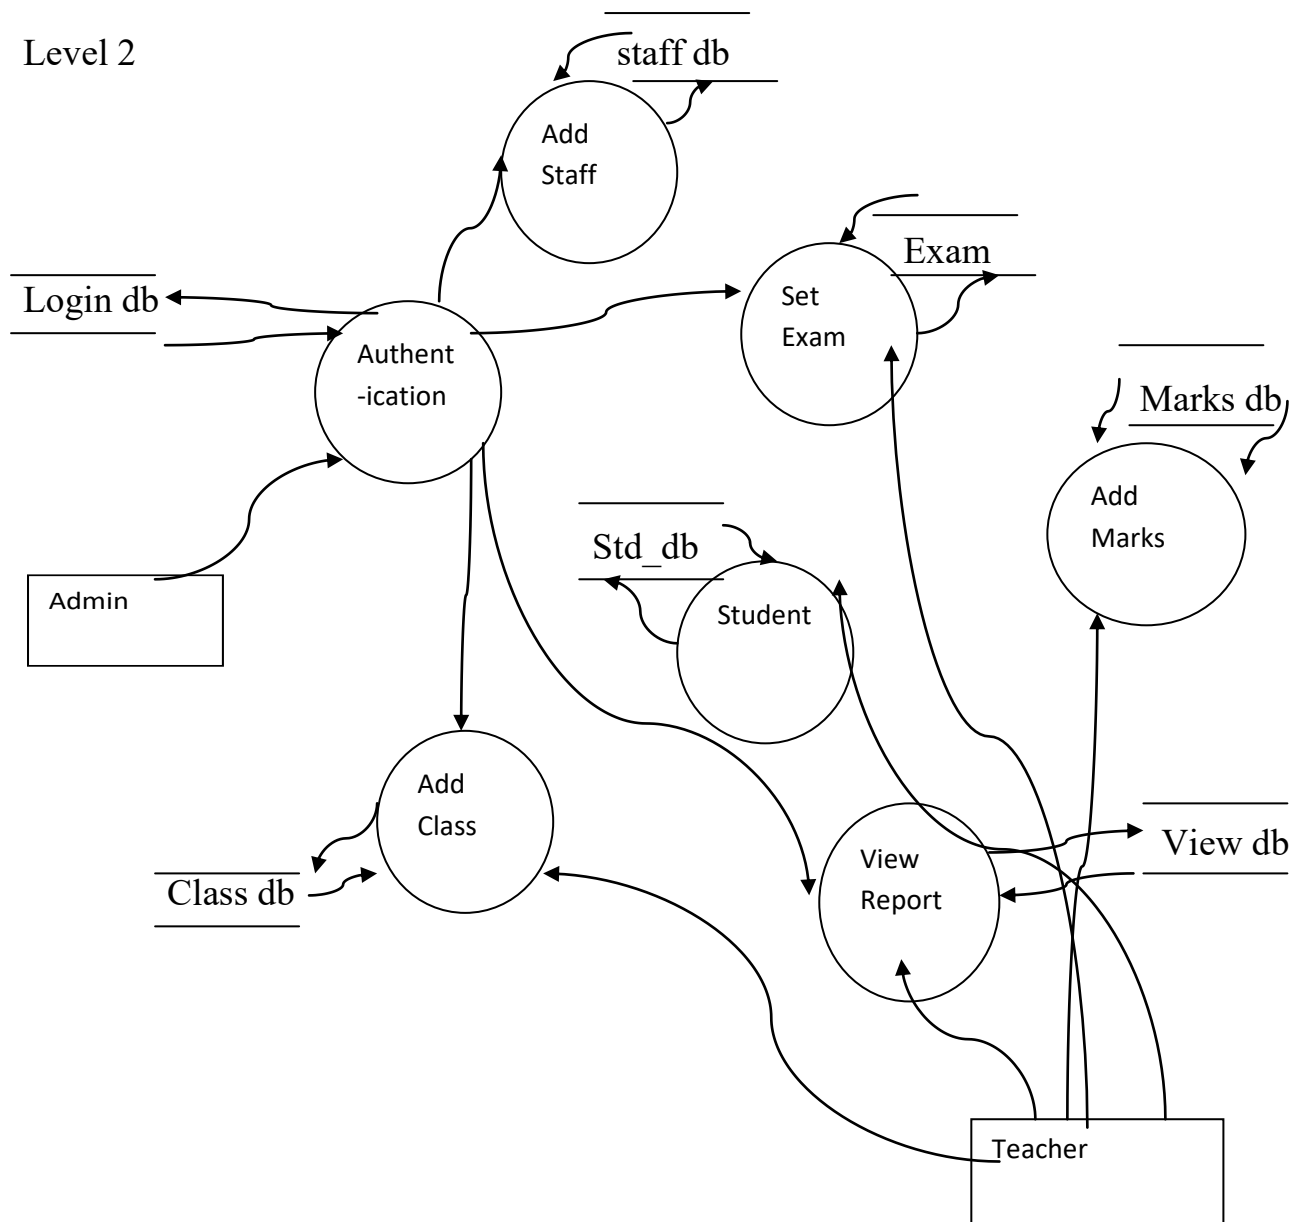 Level 2
staff db
Add
Staff
Exam
Set
Exam
Login db
Authent
-ication
Marks db
Add
Marks
Std_db
Student
Admin
Add
Class
Class db
View
Report
View db
Teacher